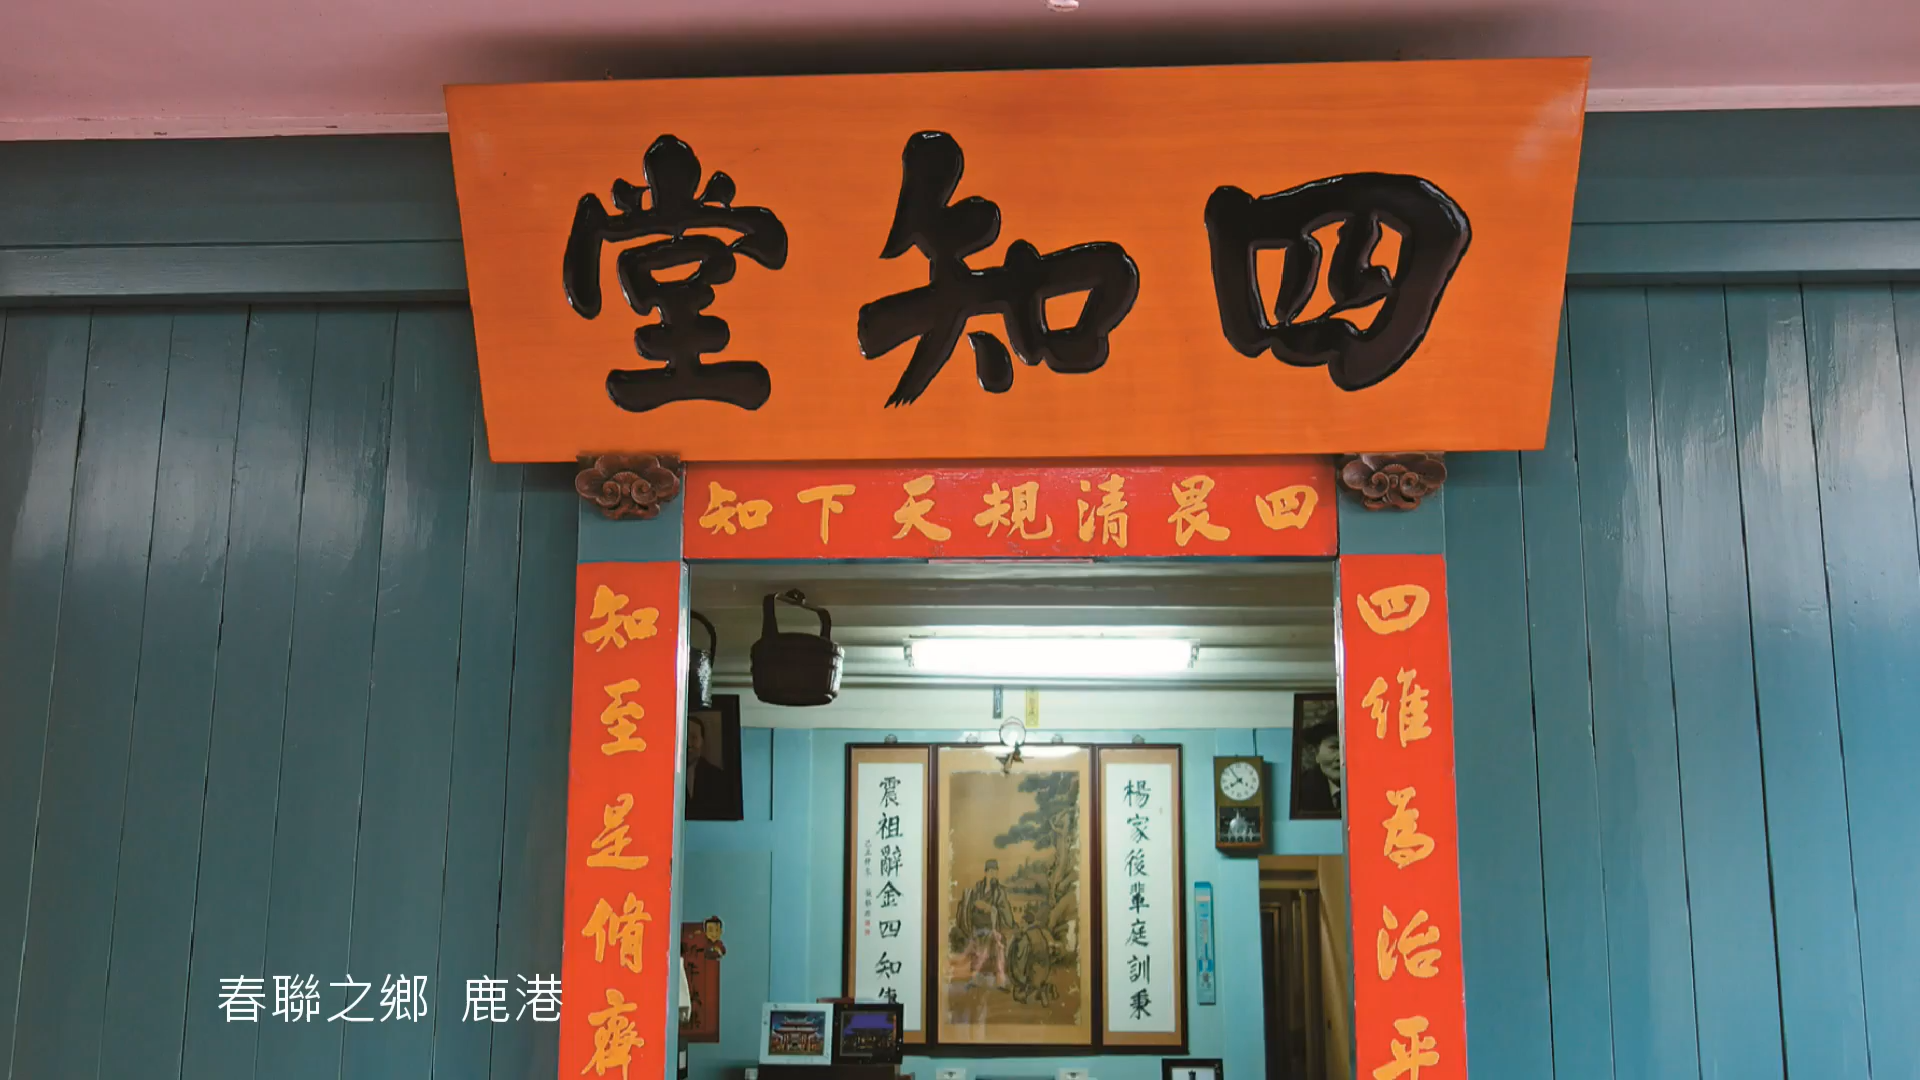 四知堂
四畏清規天下知
四維為治平
知至是脩齊
楊家後輩庭訓秉
震祖辭金四知
春聯之鄉 鹿港